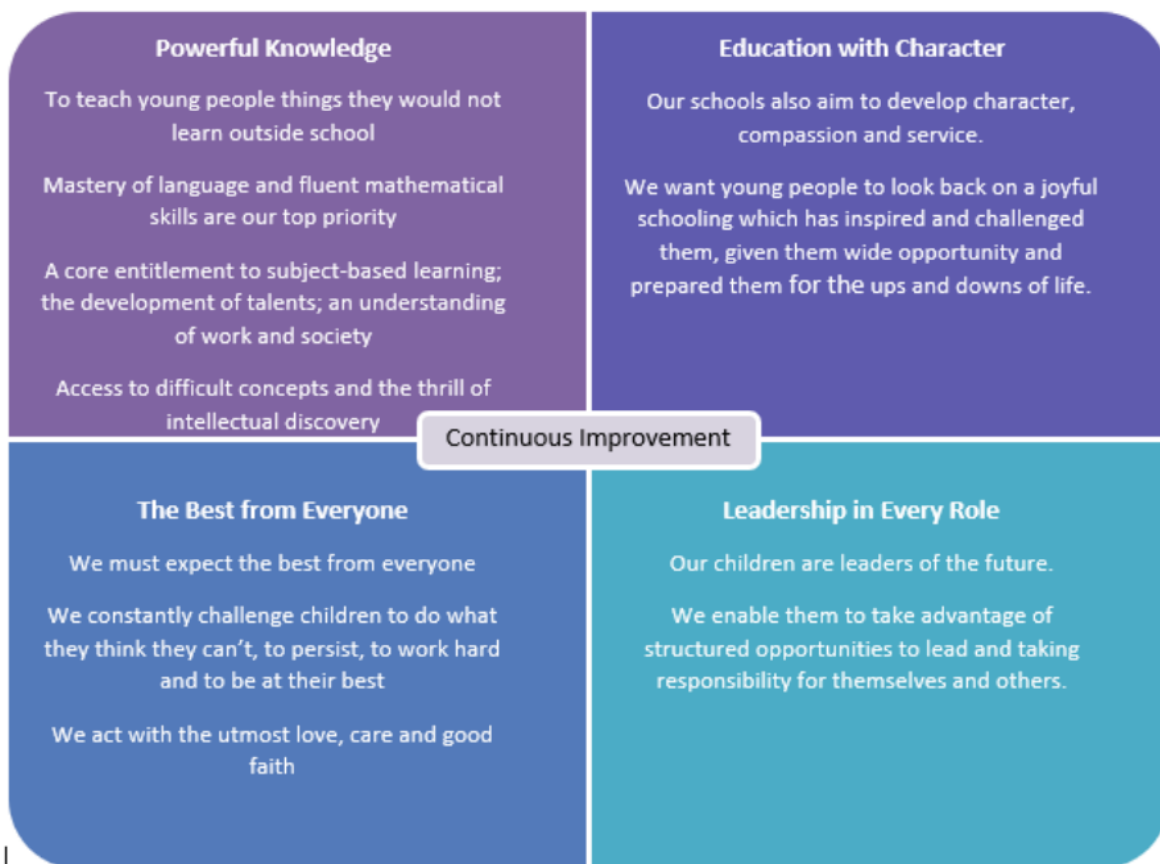 Powerful Knowledge
To teach young people things they would not
learn outside school
Mastery of language and fluent mathematical
skills are our top priority
A core entitlement to subject-based learning;
the development of talents; an understanding
of work and society
Access to difficult concepts and the thrill of
intellectual discovery
Education with Character
Our schools also aim to develop character,
compassion and service.
We want young people to look back on a joyful
schooling which has inspired and challenged
them, given them wide opportunity and
prepared them for the ups and downs of life.
Continuous Improvement
The Best from Everyone
We must expect the best from everyone
We constantly challenge children to do what
they think they can’t, to persist, to work hard
and to be at their best
We act with the utmost love, care and good
faith
Leadership in Every Role
Our children are leaders of the future.
We enable them to take advantage of
structured opportunities to lead and taking
responsibility for themselves and others.